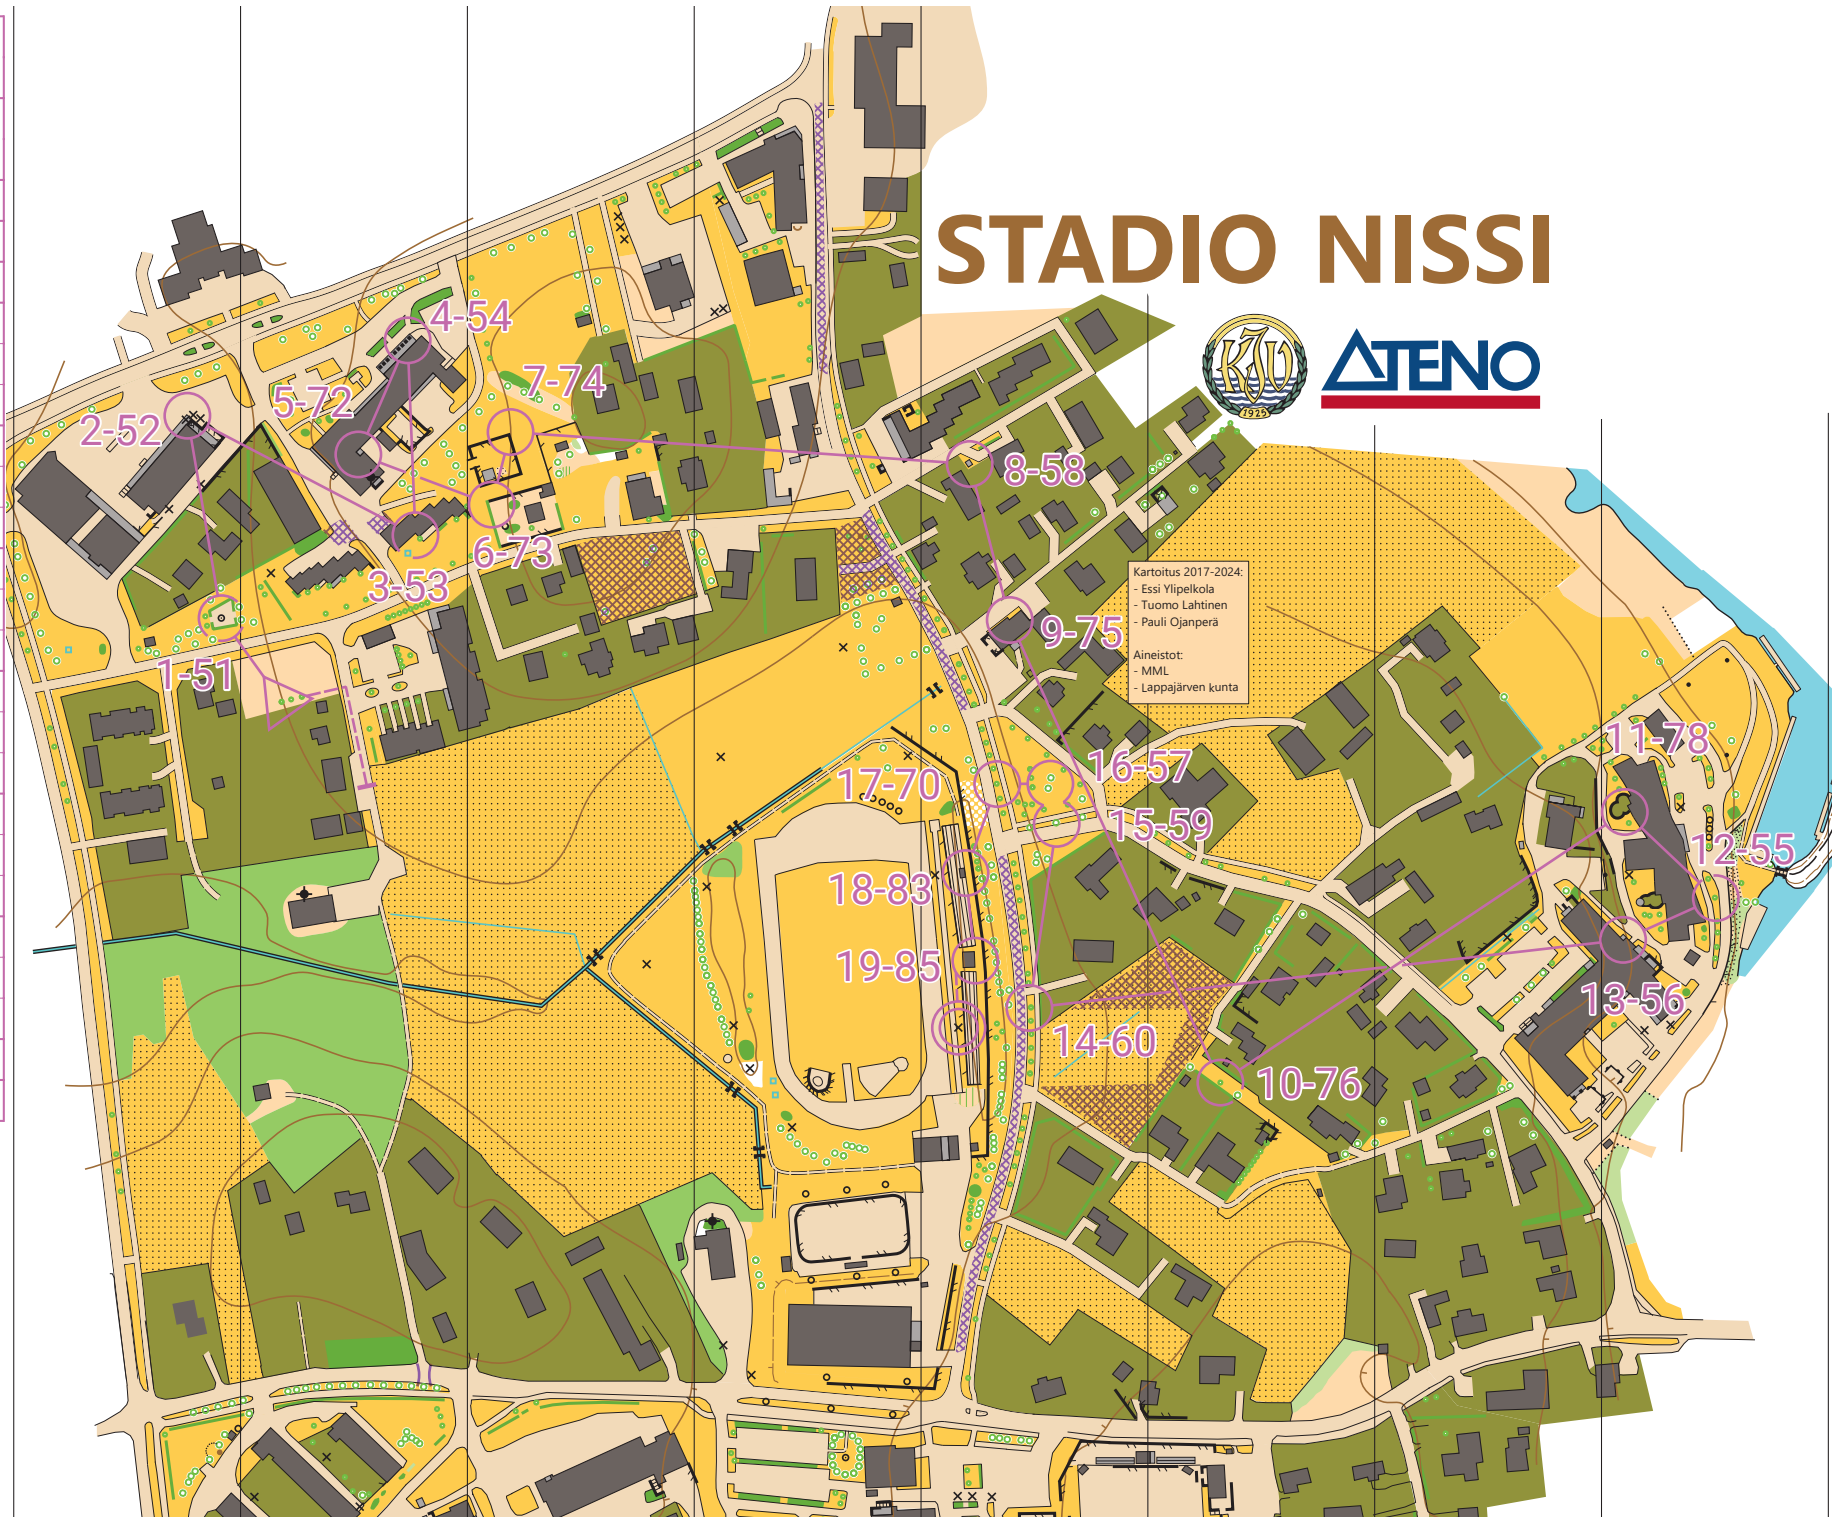 STADIO NISSI
KJV
1925
ATENO
4-54
7-74
5-72
2-52
8-58
6-73
3-53
Kartoitus 2017-2024:
- Essi Ylipelkola
- Tuomo Lahtinen
- Pauli Ojanperä
Aineistot:
- MML
- Lappajärven kunta
9-75
1-51
11-78
16-57
17-70
15-59
12-55
18-83
19-85
13-56
14-60
10-76